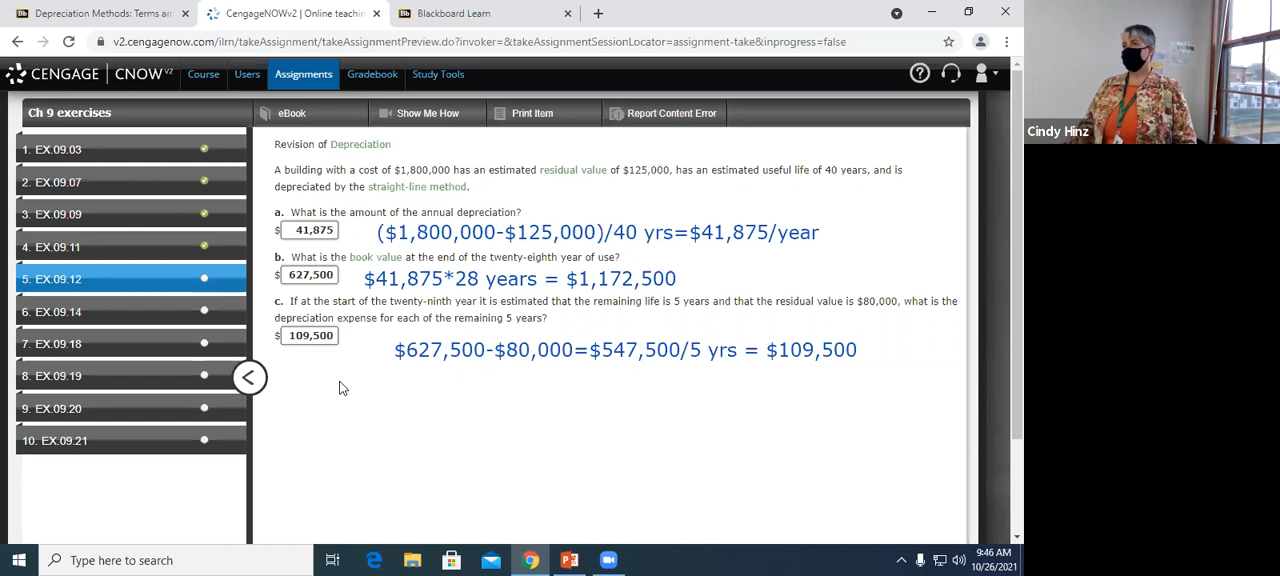 Depreciation Methods: Terms an
CengageNOWv2 | Online teachin
Blackboard Learn
v2.cengagenow.com/ilrn/takeAssignment/takeAssignmentPreview.do?invoker=&takeAssignmentSessionLocator=assignment-take&inprogress=false
CENGAGE | CNOWv2 Course Users Assignments Gradebook Study Tools
Cindy Hinz
Ch 9 exercises
eBook Show Me How Print Item Report Content Error
1. EX.09.03
2. EX.09.07
3. EX.09.09
4. EX.09.11
5. EX.09.12
6. EX.09.14
7. EX.09.18
8. EX.09.19
9. EX.09.20
10. EX.09.21
Revision of Depreciation
A building with a cost of $1,800,000 has an estimated residual value of $125,000, has an estimated useful life of 40 years, and is
depreciated by the straight-line method.
a. What is the amount of the annual depreciation?
$ 41,875 ($1,800,000-$125,000)/40 yrs=$41,875/year
b. What is the book value at the end of the twenty-eighth year of use?
$ 627,500 $41,875*28 years = $1,172,500
c. If at the start of the twenty-ninth year it is estimated that the remaining life is 5 years and that the residual value is $80,000, what is the
depreciation expense for each of the remaining 5 years?
$ 109,500
$627,500-$80,000=$547,500/5 yrs = $109,500
Type here to search
9:46 AM
10/26/2021